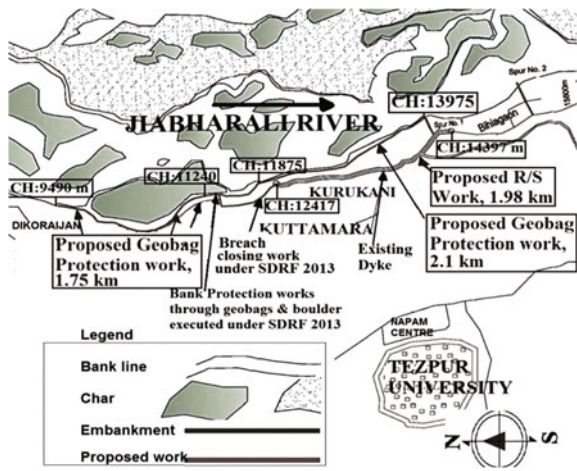 Spur No. 2
15800m
CH:13975
JIABHARALI RIVER
Spur No. 1
Bihiagaon
CH:11875
14397 m
CH:11240
CH:9490 m
KURUKANI
Proposed R/S
Work, 1.98 km
CH:12417
DIKORAIJAN
KUTTAMARA
Proposed Geobag
Protection work,
1.75 km
Breach
closing work
under SDRF 2013
Existing
Dyke
Proposed Geobag
Protection work,
2.1 km
Bank Protection works
through geobags & boulder
executed under SDRF 2013
NAPAM
CENTRE
Legend
Bank line
Char
Embankment
Proposed work
TEZPUR
UNIVERSITY
N
S